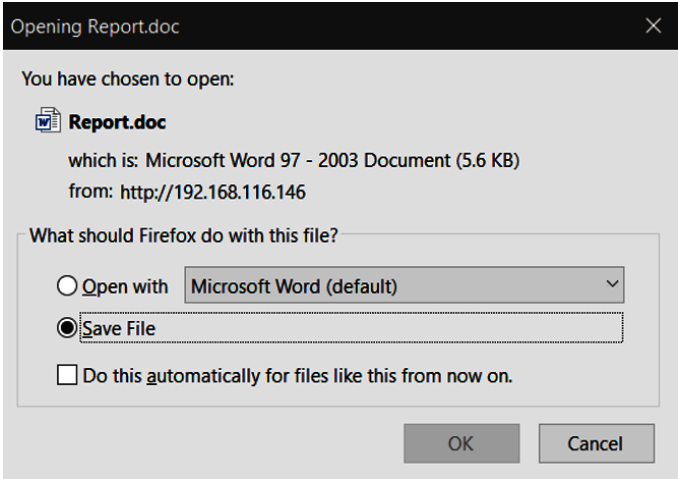 Opening Report.doc
You have chosen to open:
Report.doc
which is: Microsoft Word 97 - 2003 Document (5.6 KB)
from: http://192.168.116.146
What should Firefox do with this file?
Open with Microsoft Word (default)
Save File
Do this automatically for files like this from now on.
OK Cancel